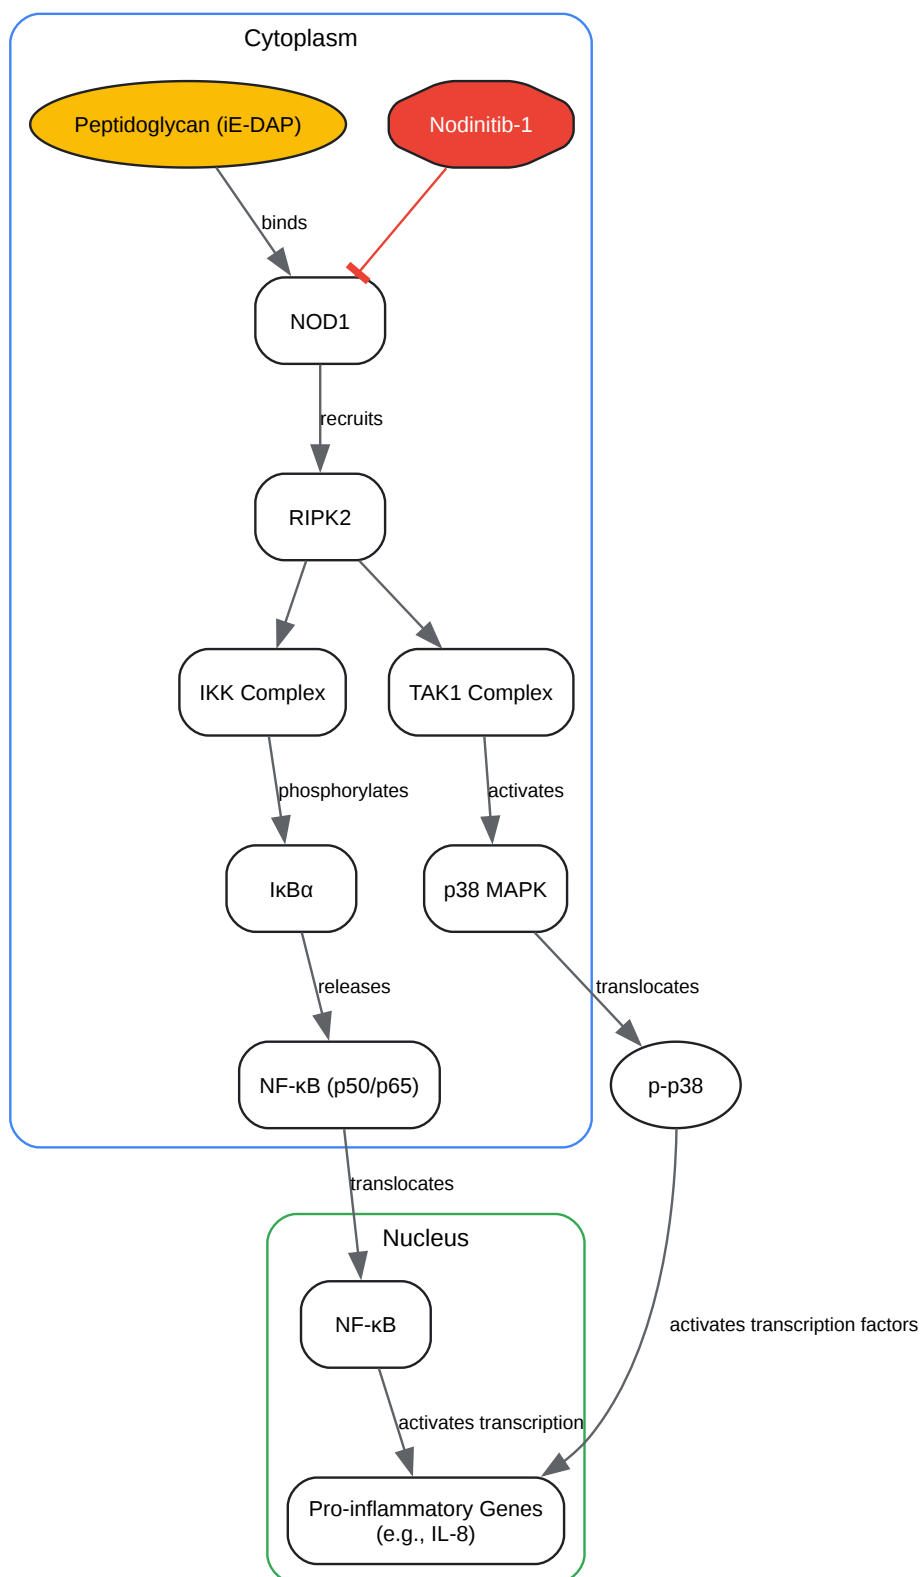 Cytoplasm
Peptidoglycan (iE-DAP)
Nodinitib-1
binds
NOD1
recruits
RIPK2
IKK Complex
TAK1 Complex
phosphorylates
activates
IκBα
p38 MAPK
releases
translocates
NF-κB (p50/p65)
p-p38
translocates
Nucleus
NF-κB
activates transcription factors
activates transcription
Pro-inflammatory Genes
(e.g., IL-8)